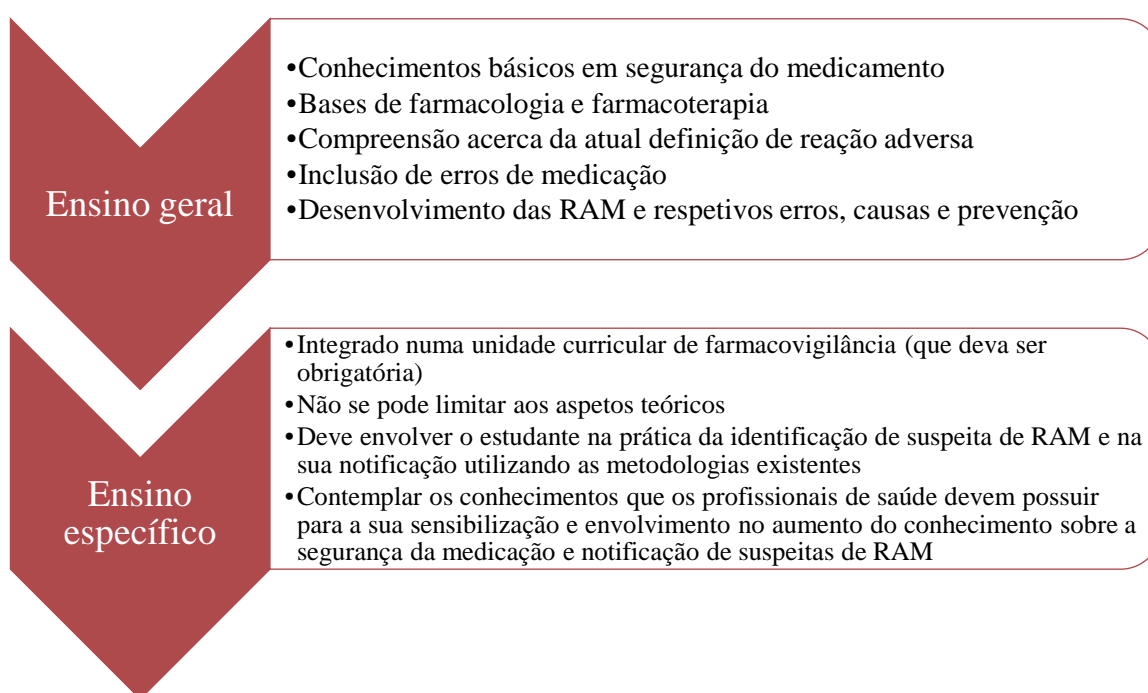 Ensino geral
•Conhecimentos básicos em segurança do medicamento
•Bases de farmacologia e farmacoterapia
•Compreensão acerca da atual definição de reação adversa
•Inclusão de erros de medicação
•Desenvolvimento das RAM e respetivos erros, causas e prevenção
Ensino
específico
•Integrado numa unidade curricular de farmacovigilância (que deva ser
obrigatória)
•Não se pode limitar aos aspetos teóricos
•Deve envolver o estudante na prática da identificação de suspeita de RAM e na
sua notificação utilizando as metodologias existentes
•Contemplar os conhecimentos que os profissionais de saúde devem possuir
para a sua sensibilização e envolvimento no aumento do conhecimento sobre a
segurança da medicação e notificação de suspeitas de RAM